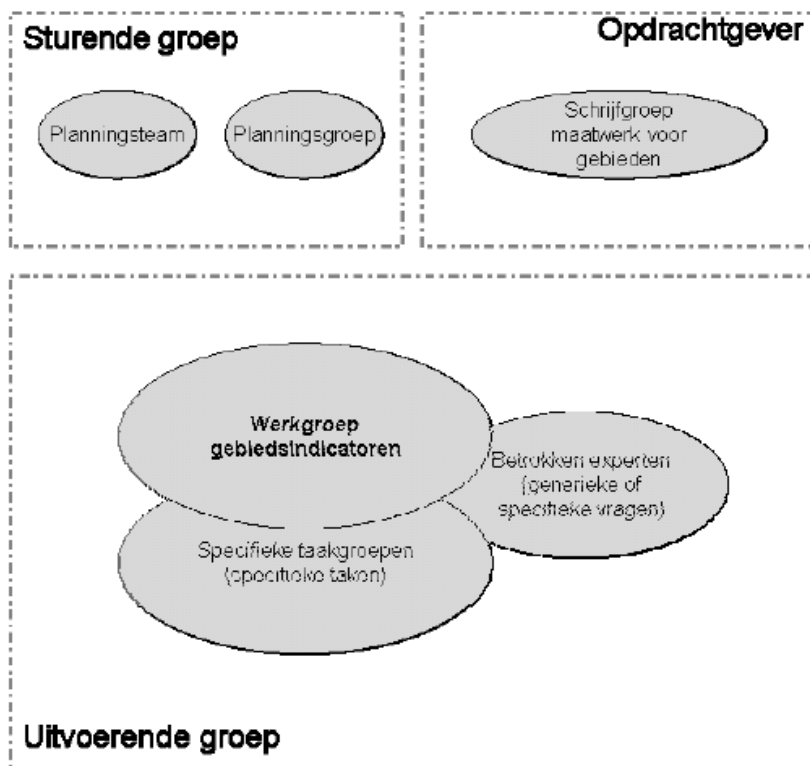 Sturende groep
Planningsteam
Planningsgroep
Opdrachtgever
Schrijfgroep
maatwerk voor
gebieden
Werkgroep
gebiedsindicatoren
Betrokken experten
(generieke of
specifieke vragen)
Specifieke taakgroepen
(specifieke taken)
Uitvoerende groep